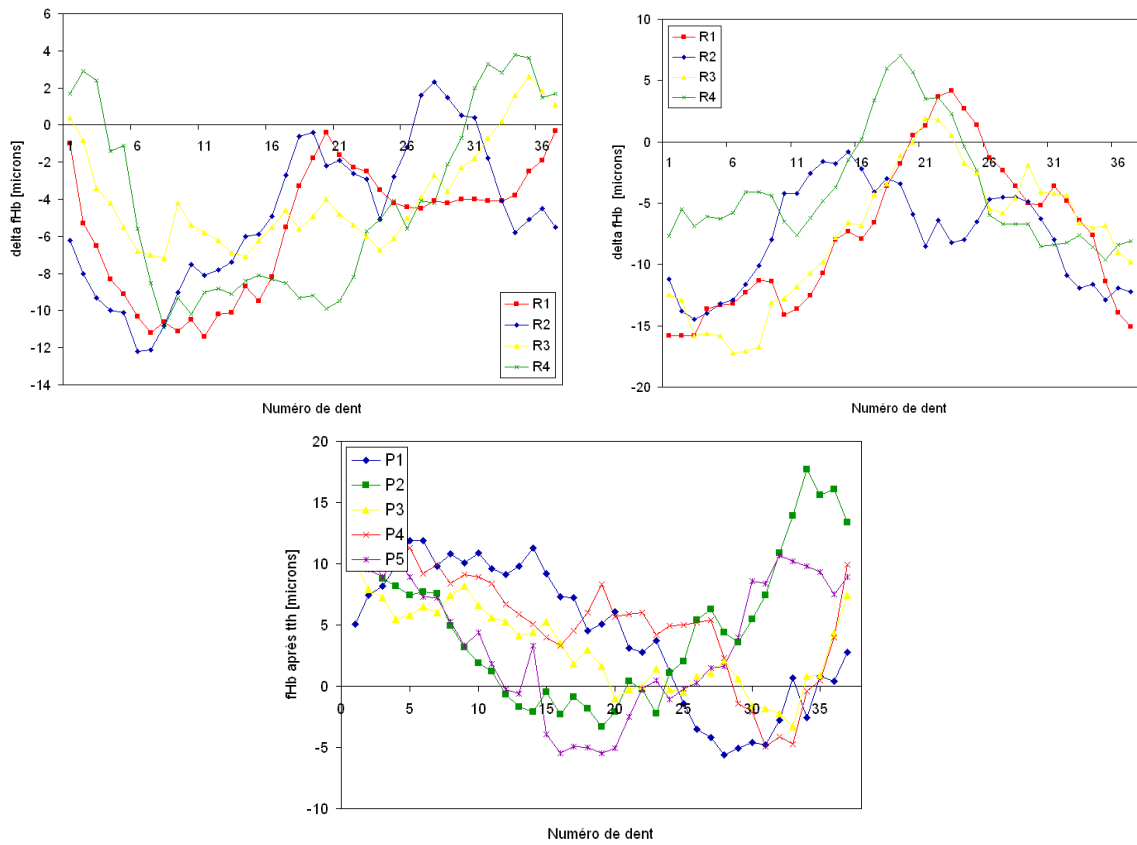 6
4
2
0
-2
-4
-6
-8
-10
-12
-14
1 6 11 16 21 26 31 36
delta fHb [microns]
Numéro de dent
R1
R2
R3
R4
10
5
0
-5
-10
-15
-20
1 6 11 16 21 26 31 36
delta fHb [microns]
Numéro de dent
R1
R2
R3
R4
20
15
10
5
0
-5
-10
0 5 10 15 20 25 30 35
fHb après tth [microns]
Numéro de dent
P1
P2
P3
P4
P5